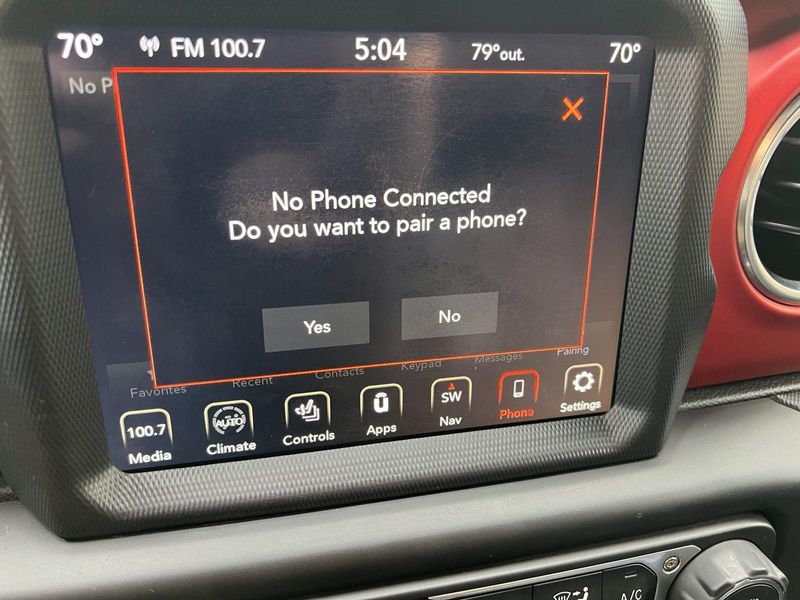 70° FM 100.7 5:04 79°out. 70°
No P
No Phone Connected
Do you want to pair a phone?
Yes No
Favorites Recent Contacts Keypad Messages Pairing
100.7 AUTO SW
Media Climate Controls Apps Nav Phone Settings
A/C